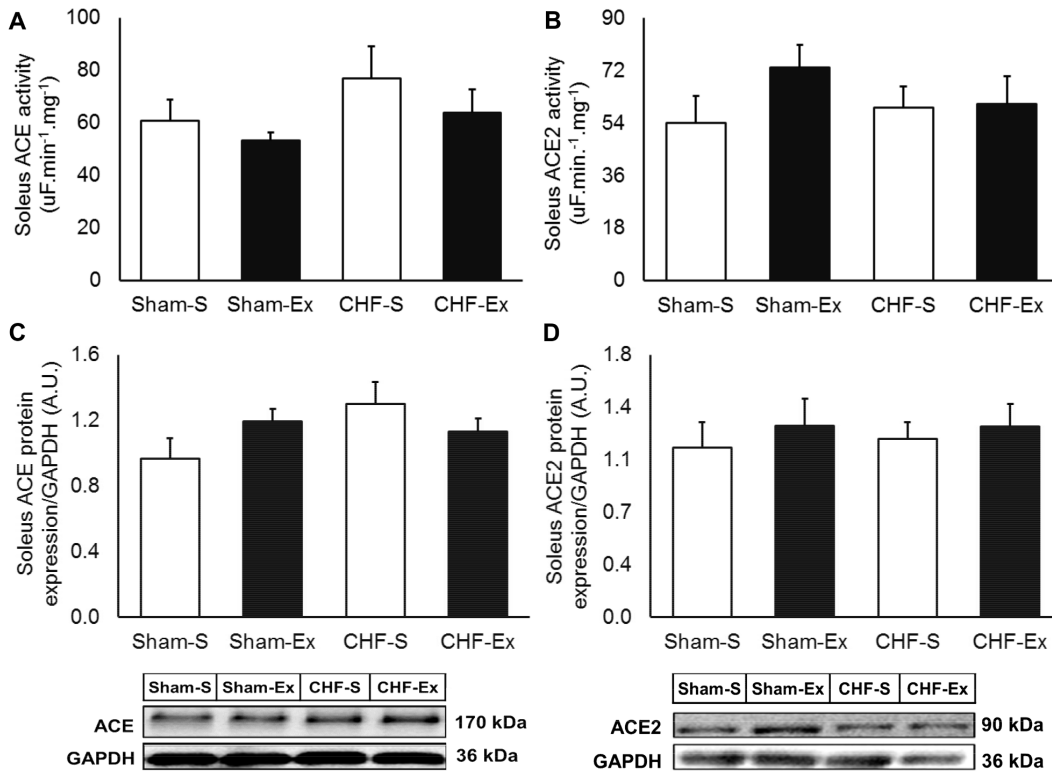 A
Soleus ACE activity
(uF.min-1.mg-1)
100
80
60
40
20
0
Sham-S Sham-Ex CHF-S CHF-Ex
B
Soleus ACE2 activity
(uF.min.-1.mg-1)
90
72
54
36
18
0
Sham-S Sham-Ex CHF-S CHF-Ex
C
Soleus ACE protein
expression/GAPDH (A.U.)
1.6
1.2
0.8
0.4
0.0
Sham-S Sham-Ex CHF-S CHF-Ex
Sham-S Sham-Ex CHF-S CHF-Ex
ACE 170 kDa
GAPDH 36 kDa
D
Soleus ACE2 protein
expression/GAPDH (A.U.)
1.8
1.4
1.1
0.7
0.4
0.0
Sham-S Sham-Ex CHF-S CHF-Ex
Sham-S Sham-Ex CHF-S CHF-Ex
ACE2 90 kDa
GAPDH 36 kDa